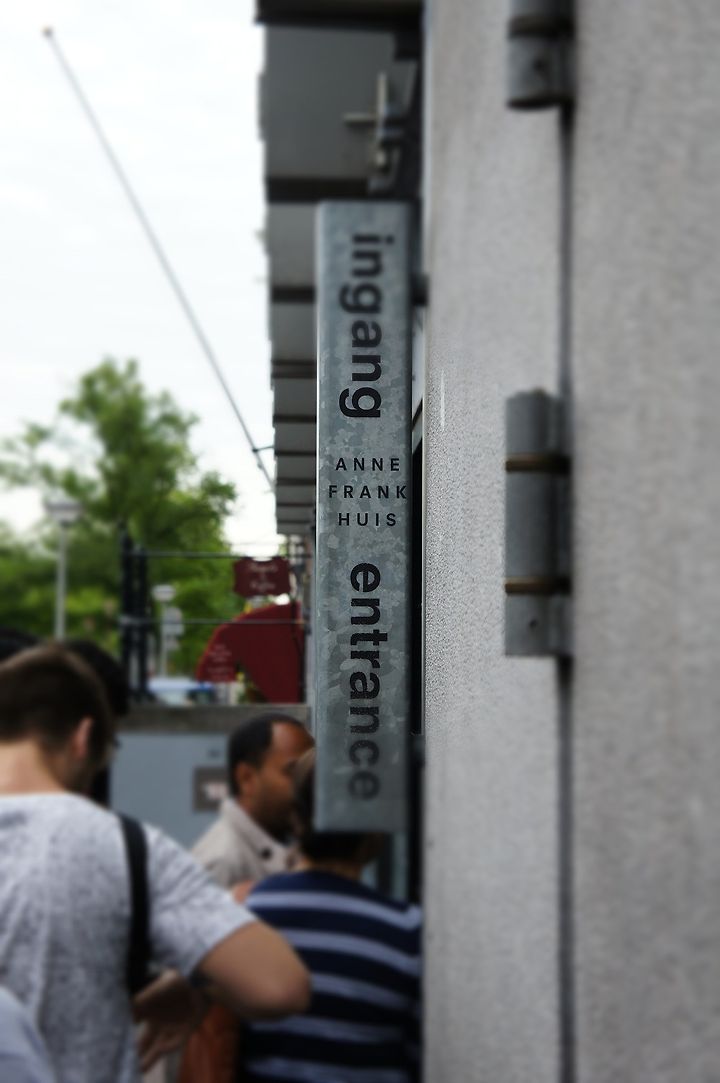 ingang
ANNE
FRANK
HUIS
entrance